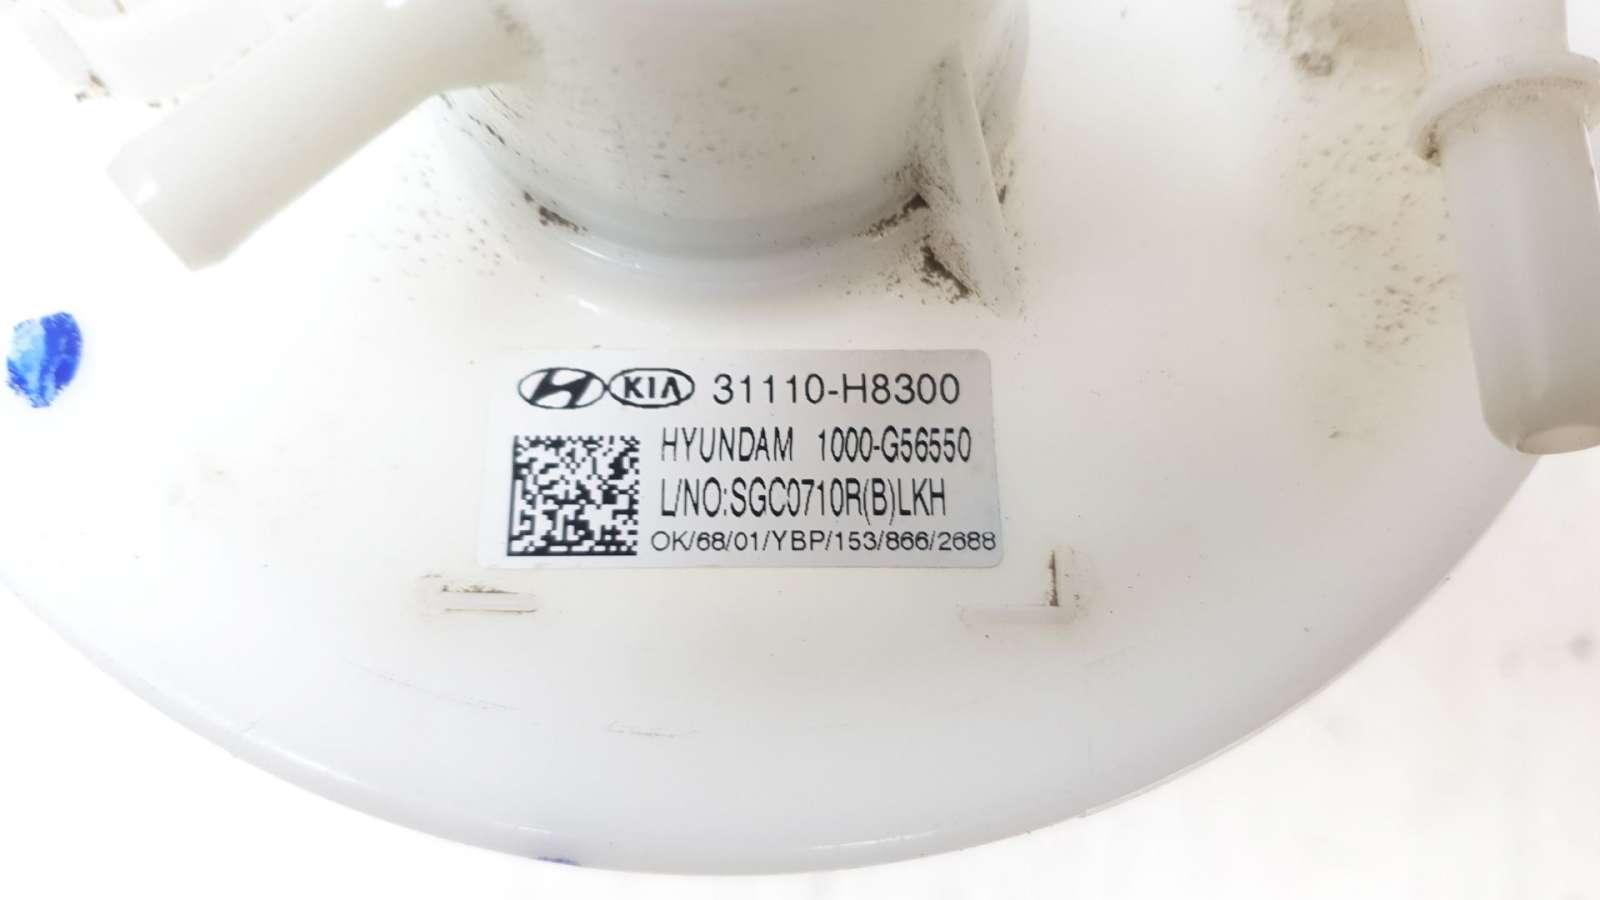 KIA 31110-H8300
HYUNDAM 1000-G56550
L/NO:SGC0710R(B)LKH
OK/68/01/YBP/153/866/2688